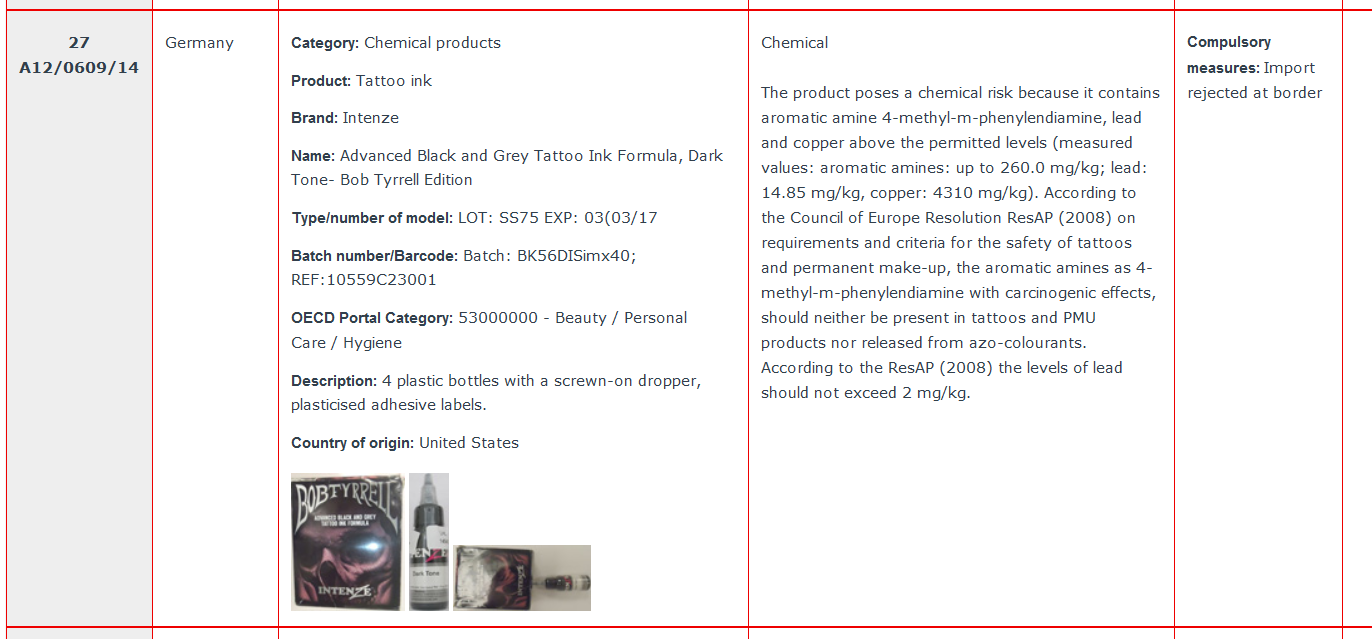 27
A12/0609/14
Germany
Category: Chemical products
Product: Tattoo ink
Brand: Intenze
Name: Advanced Black and Grey Tattoo Ink Formula, Dark
Tone- Bob Tyrrell Edition
Type/number of model: LOT: SS75 EXP: 03(03/17
Batch number/Barcode: Batch: BK56DISimx40;
REF:10559C23001
OECD Portal Category: 53000000 - Beauty / Personal
Care / Hygiene
Description: 4 plastic bottles with a screwn-on dropper,
plasticised adhesive labels.
Country of origin: United States
BOBTYRRELL
ADVANCED BLACK AND GREY
TATTOO INK FORMULA
INTENZE
ENZE
Dark Tone
Chemical
The product poses a chemical risk because it contains
aromatic amine 4-methyl-m-phenylendiamine, lead
and copper above the permitted levels (measured
values: aromatic amines: up to 260.0 mg/kg; lead:
14.85 mg/kg, copper: 4310 mg/kg). According to
the Council of Europe Resolution ResAP (2008) on
requirements and criteria for the safety of tattoos
and permanent make-up, the aromatic amines as 4-
methyl-m-phenylendiamine with carcinogenic effects,
should neither be present in tattoos and PMU
products nor released from azo-colourants.
According to the ResAP (2008) the levels of lead
should not exceed 2 mg/kg.
Compulsory
measures: Import
rejected at border